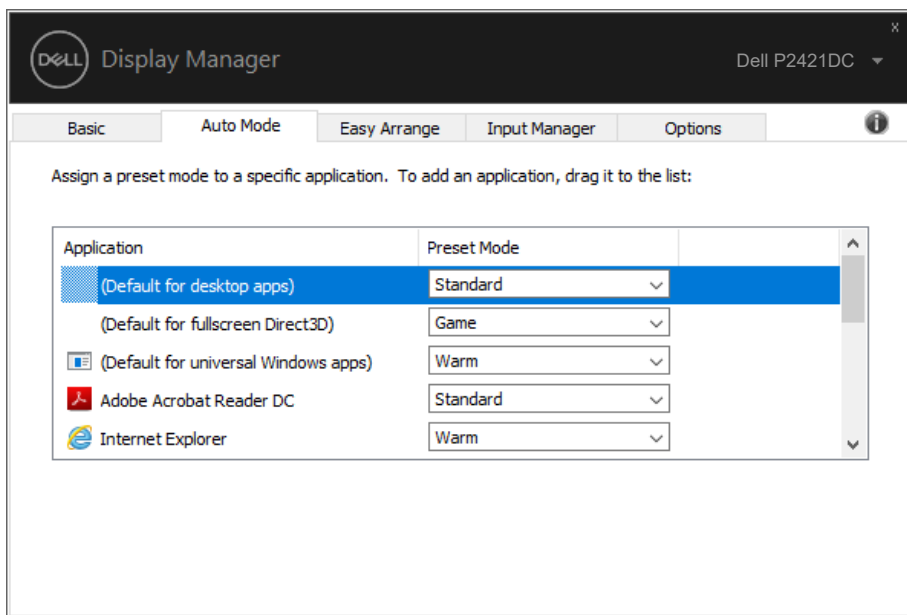 x
DELL Display Manager
Dell P2421DC
Basic Auto Mode Easy Arrange Input Manager Options
Assign a preset mode to a specific application. To add an application, drag it to the list:
Application Preset Mode
(Default for desktop apps) Standard
(Default for fullscreen Direct3D) Game
(Default for universal Windows apps) Warm
Adobe Acrobat Reader DC Standard
Internet Explorer Warm